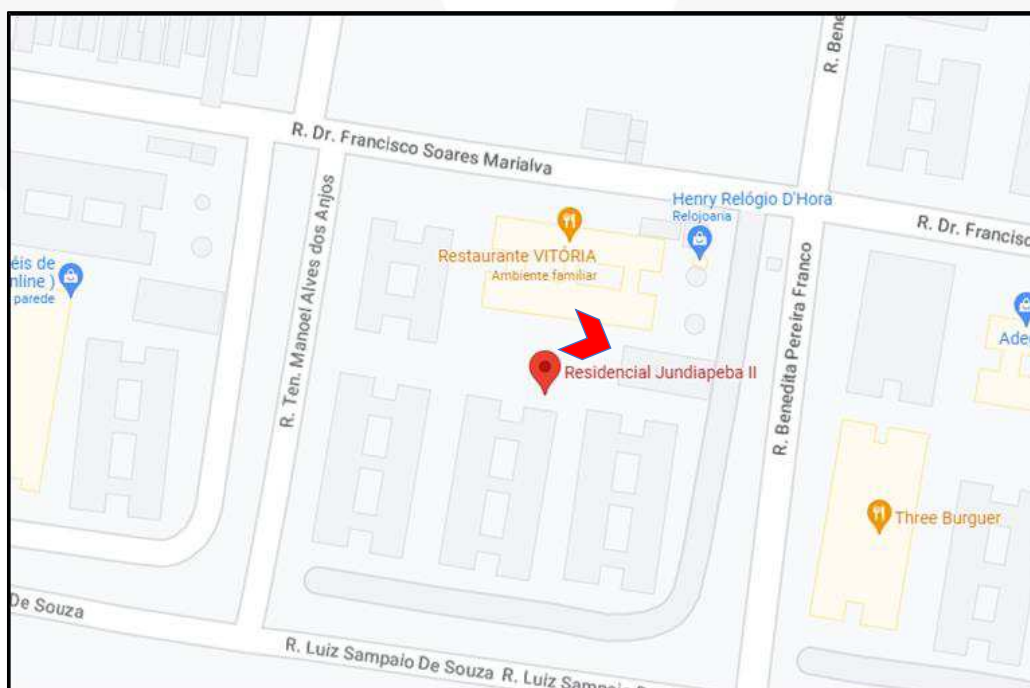 R. Bene
R. Dr. Francisco Soares Marialva
Henry Relógio D'Hora
Relojoaria
R. Dr. Francisc
Restaurante VITÓRIA
Ambiente familiar
éis de
nline )
parede
R. Ten. Manoel Alves dos Anjos
R. Benedita Pereira Franco
Ade
Residencial Jundiapeba II
Three Burguer
De Souza
R. Luiz Sampaio De Souza
R. Luiz Sampaio D